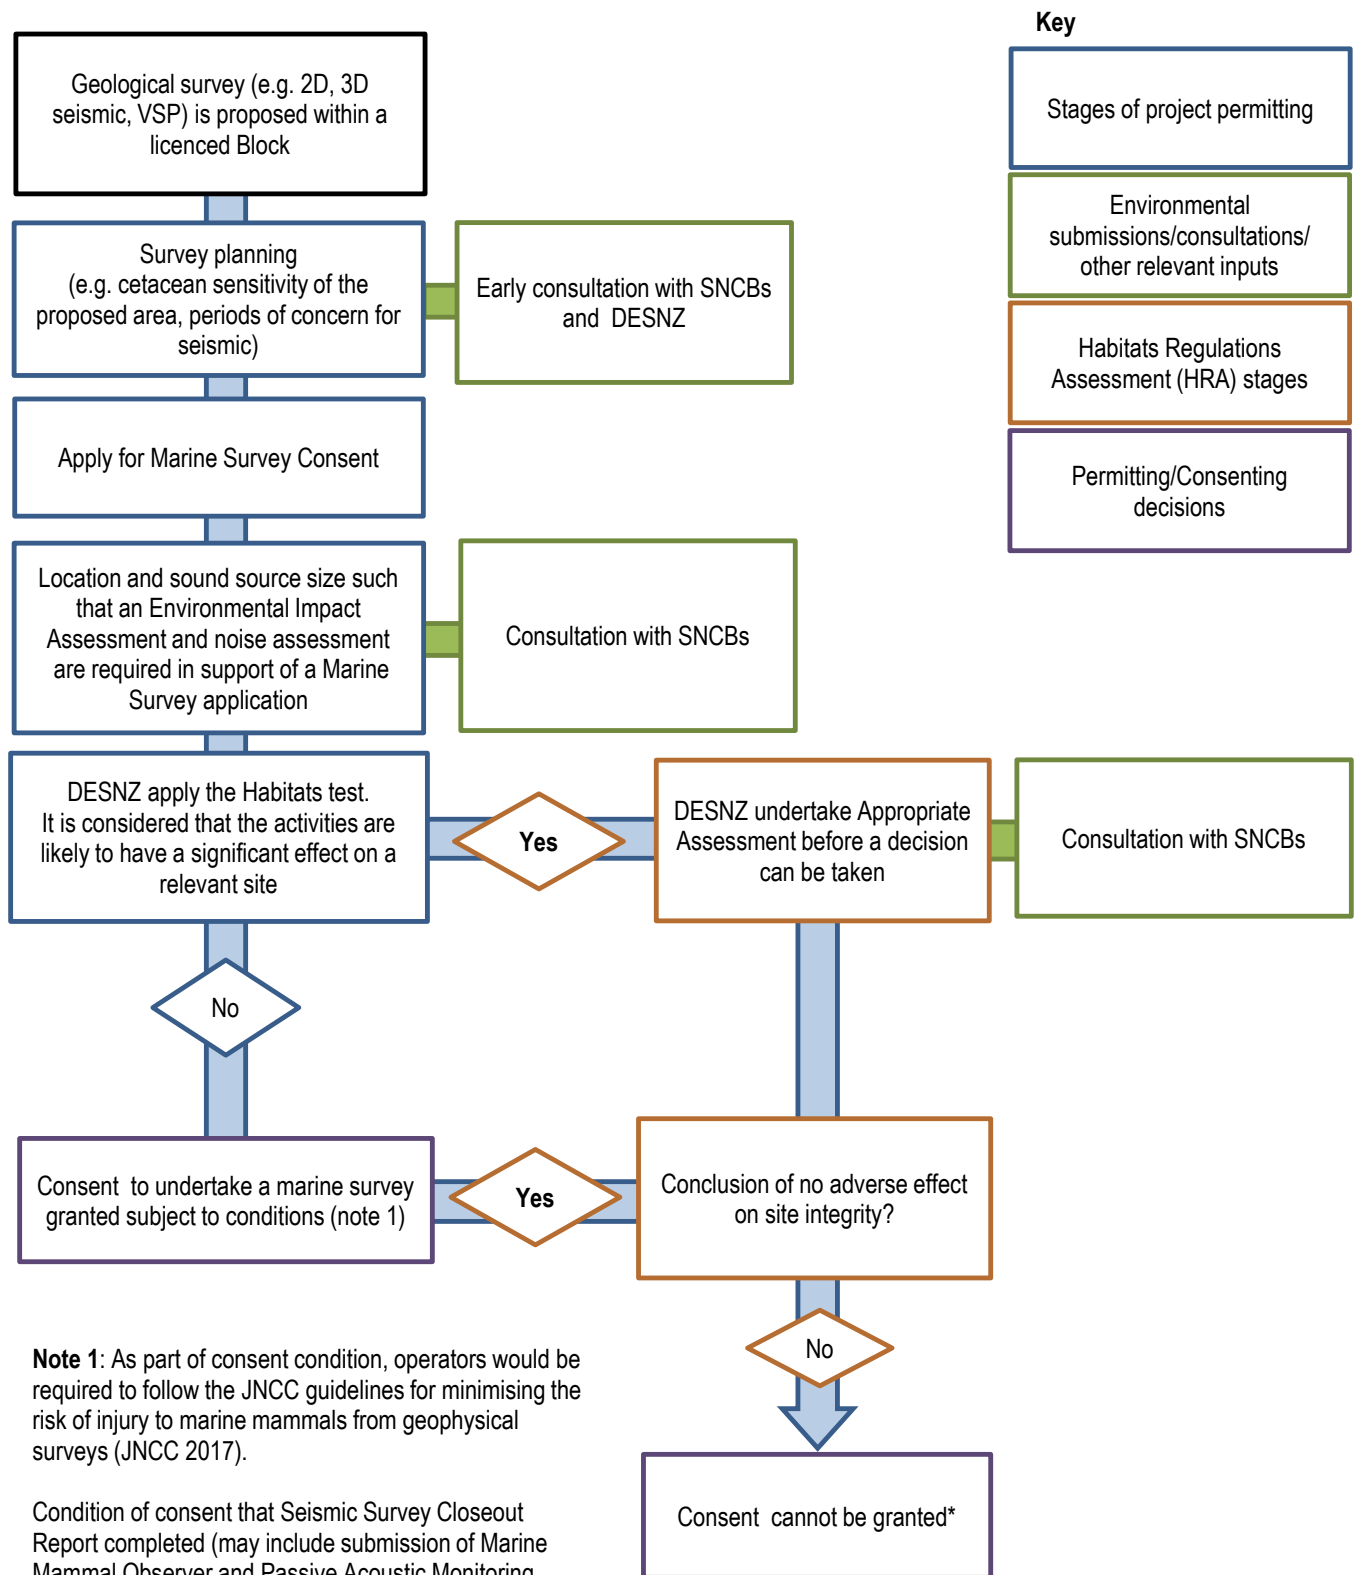 Key
Geological survey (e.g. 2D, 3D
seismic, VSP) is proposed within a
licenced Block
Stages of project permitting
Environmental
submissions/consultations/
other relevant inputs
Habitats Regulations
Assessment (HRA) stages
Permitting/Consenting
decisions
Survey planning
(e.g. cetacean sensitivity of the
proposed area, periods of concern for
seismic)
Early consultation with SNCBs
and DESNZ
Apply for Marine Survey Consent
Location and sound source size such
that an Environmental Impact
Assessment and noise assessment
are required in support of a Marine
Survey application
Consultation with SNCBs
DESNZ apply the Habitats test.
It is considered that the activities are
likely to have a significant effect on a
relevant site
Yes
DESNZ undertake Appropriate
Assessment before a decision
can be taken
Consultation with SNCBs
No
Consent to undertake a marine survey
granted subject to conditions (note 1)
Yes
Conclusion of no adverse effect
on site integrity?
No
Consent cannot be granted*
Note 1: As part of consent condition, operators would be
required to follow the JNCC guidelines for minimising the
risk of injury to marine mammals from geophysical
surveys (JNCC 2017).
Condition of consent that Seismic Survey Closeout
Report completed (may include submission of Marine
Mammal Observer and Passive Acoustic Monitoring